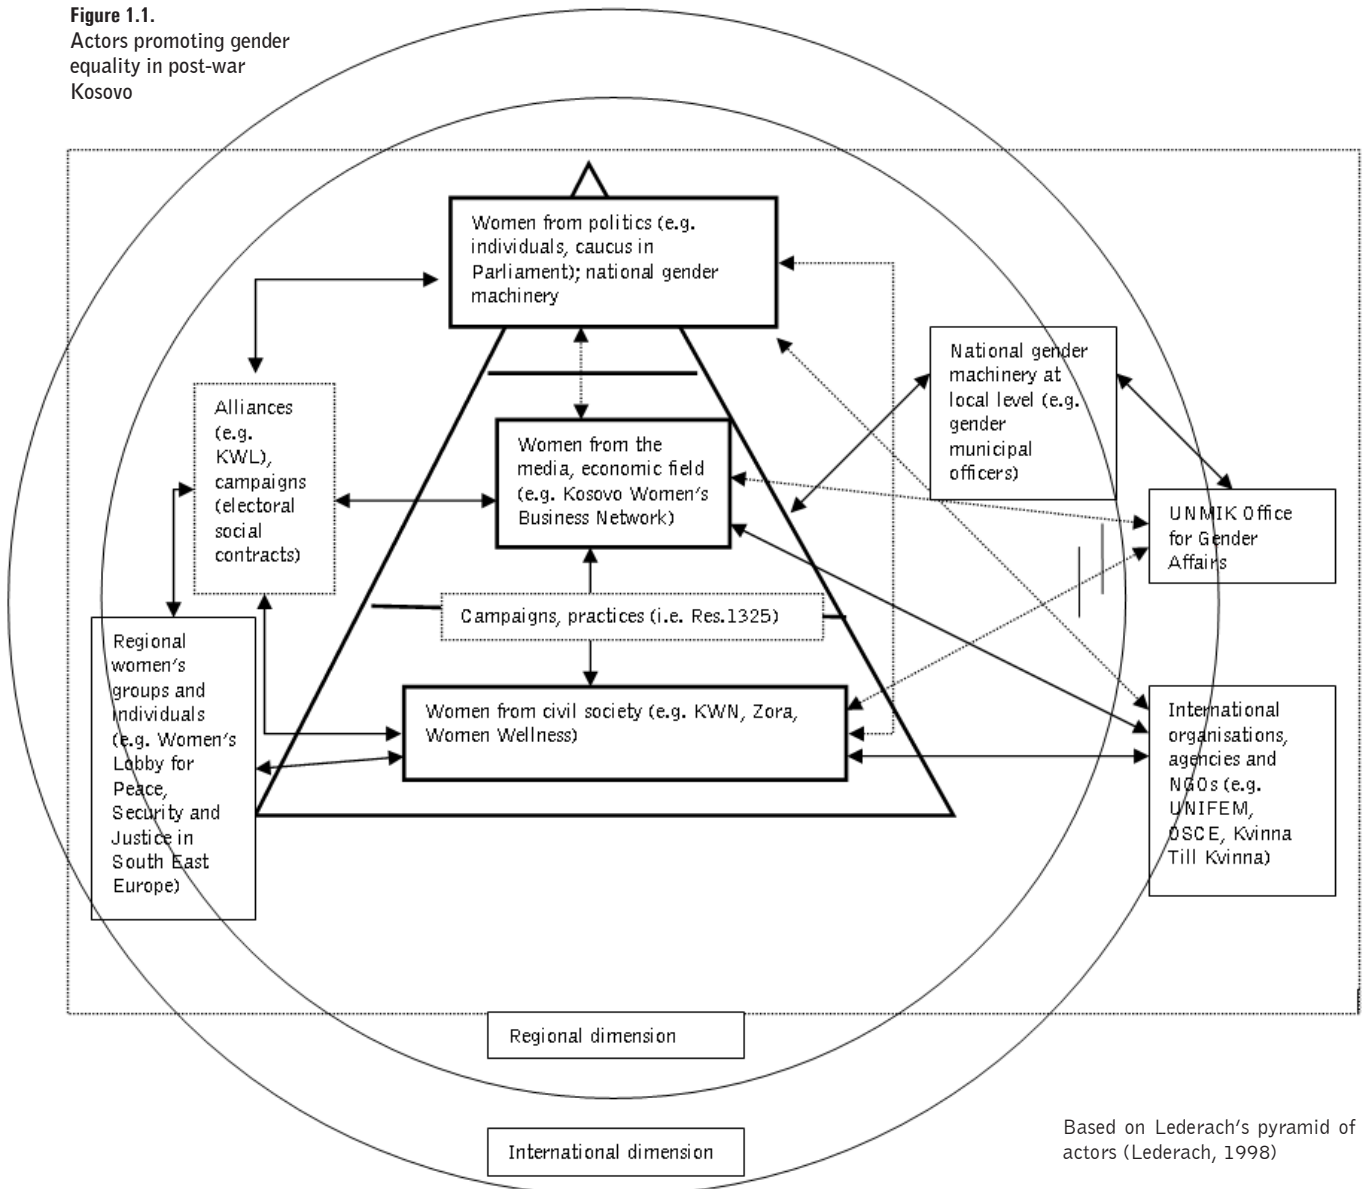 Figure 1.1.
Actors promoting gender
equality in post-war
Kosovo
Women from politics (e.g.
individuals, caucus in
Parliament); national gender
machinery
National gender
machinery at
local level (e.g.
gender
municipal
officers)
Alliances
(e.g.
KWL),
campaigns
(electoral
social
contracts)
Women from the
media, economic field
(e.g. Kosovo Women's
Business Network)
UNMIK Office
for Gender
Affairs
Campaigns, practices (i.e. Res.1325)
Regional
women's
groups and
individuals
(e.g. Women's
Lobby for
Peace,
Security and
Justice in
South East
Europe)
Women from civil society (e.g. KWN, Zora,
Women Wellness)
International
organisations,
agencies and
NGOs (e.g.
UNIFEM,
OSCE, Kvinna
Till Kvinna)
Regional dimension
International dimension
Based on Lederach's pyramid of
actors (Lederach, 1998)